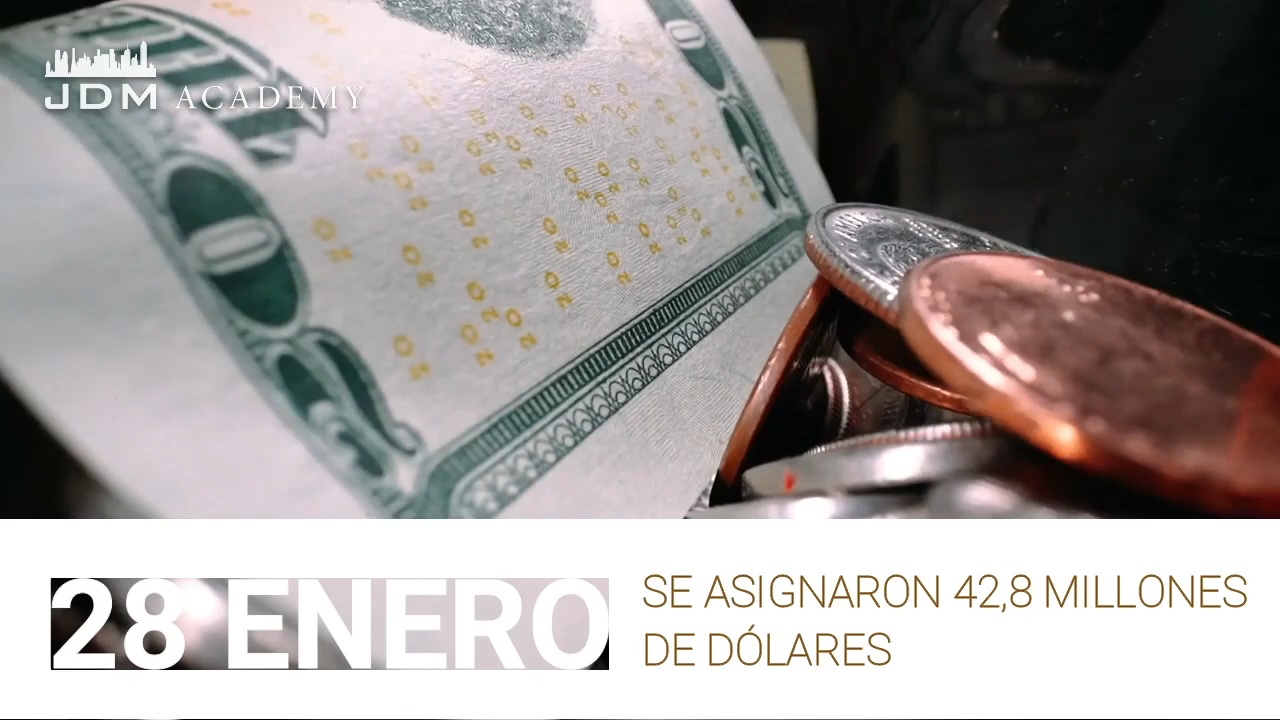 JDM ACADEMY
28 ENERO
SE ASIGNARON 42,8 MILLONES
DE DÓLARES